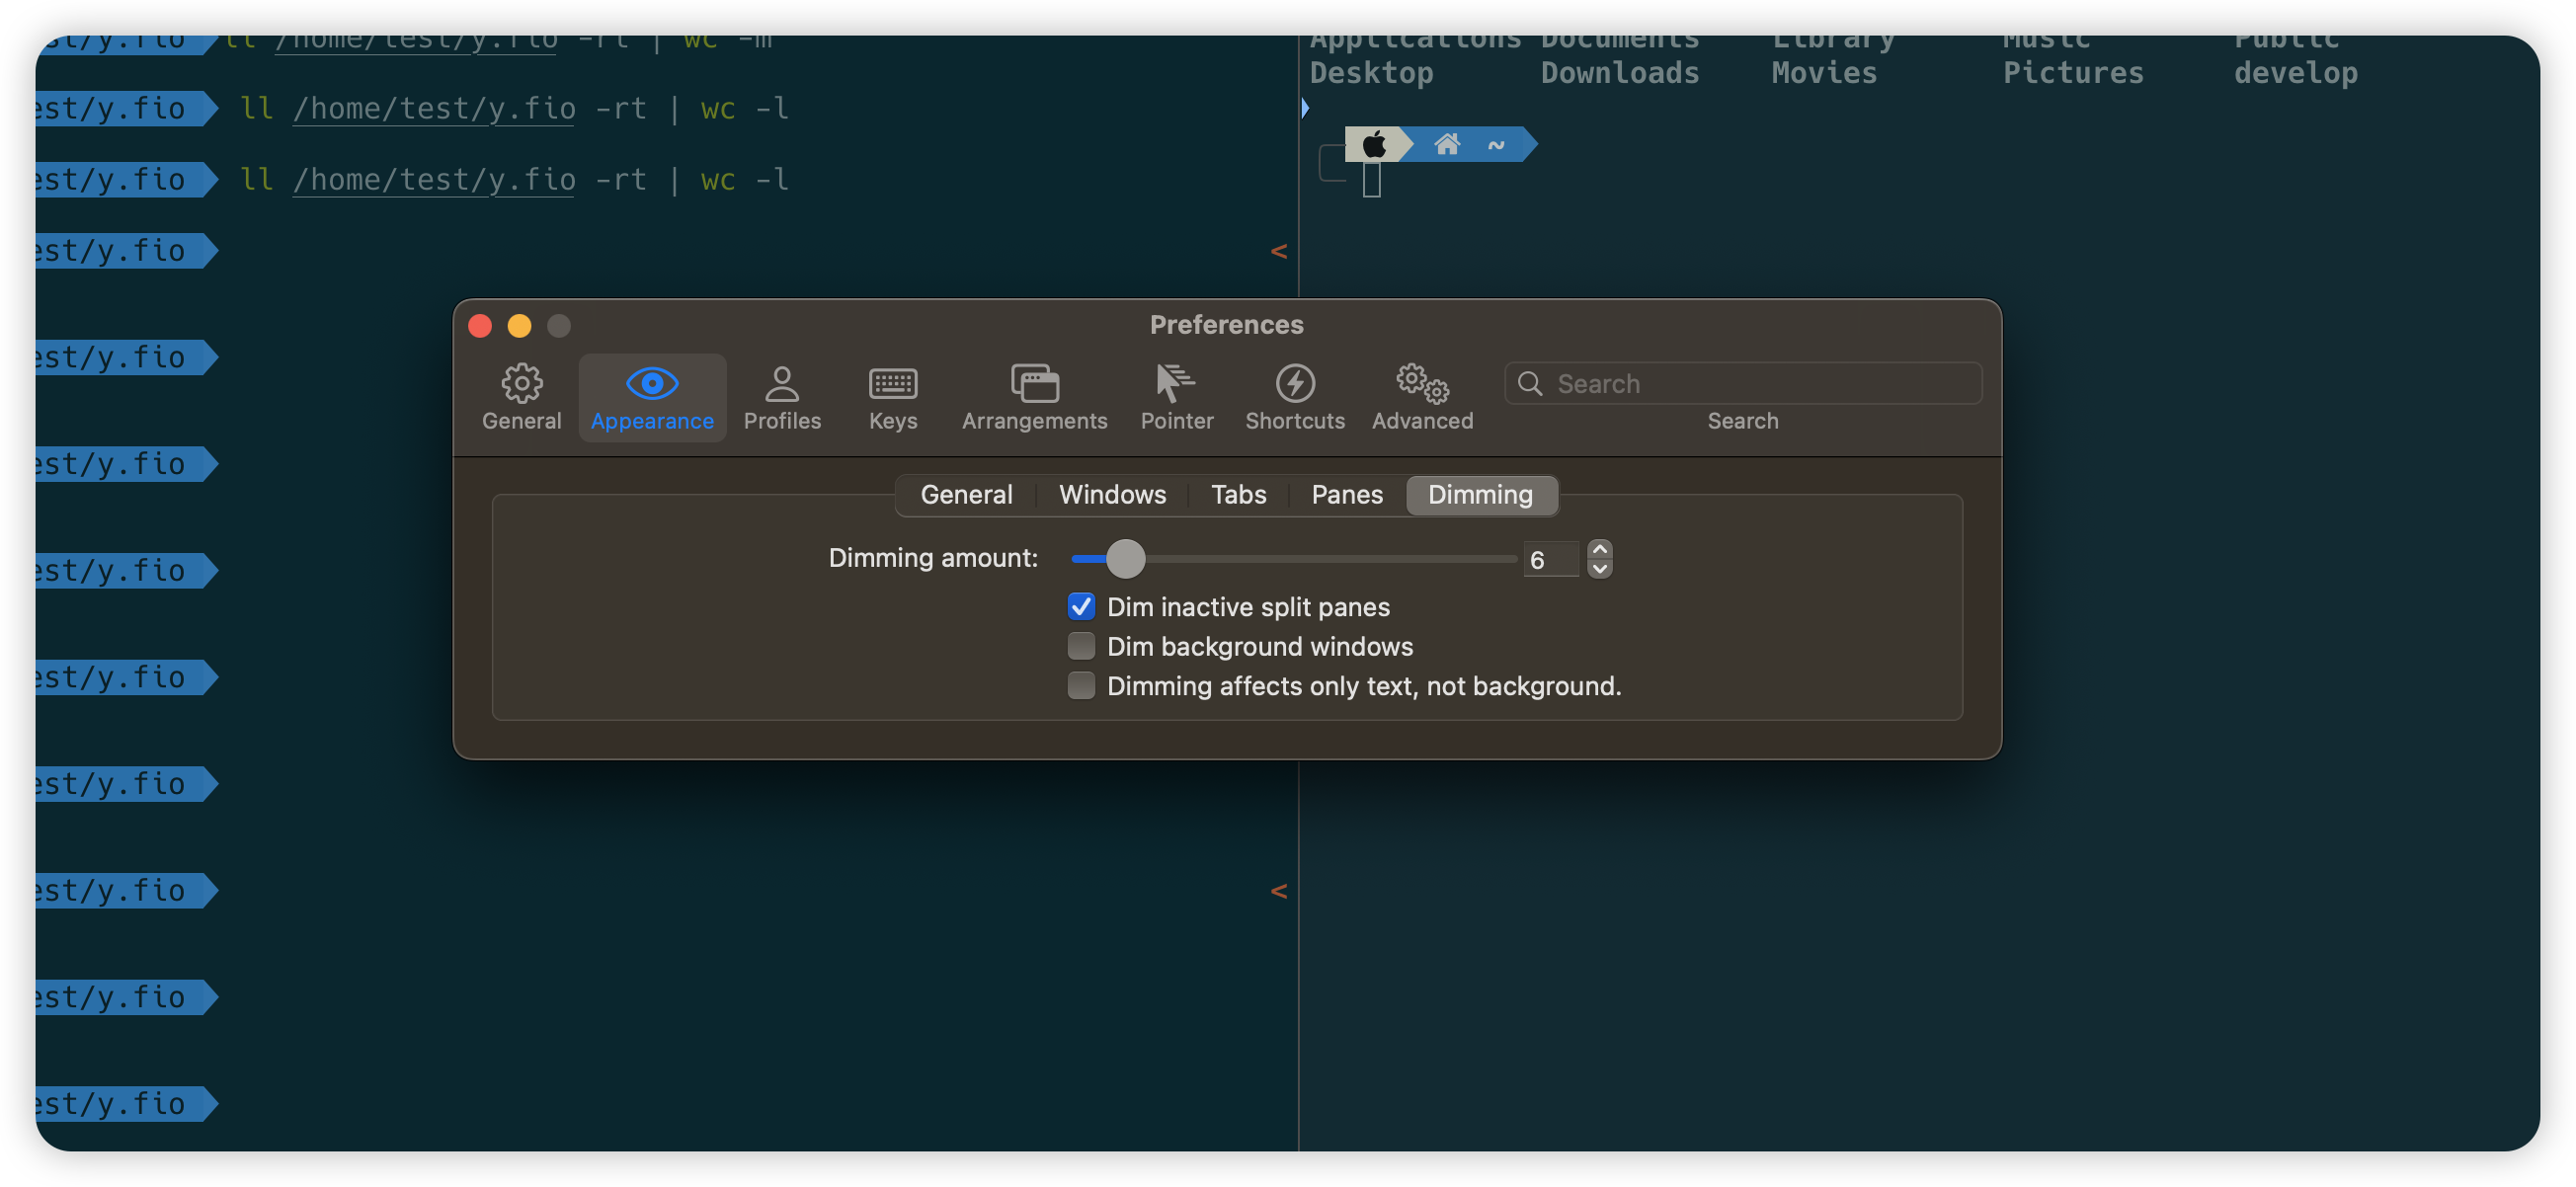 est/y.fio ll /home/test/y.fio -rt | wc -m
est/y.fio ll /home/test/y.fio -rt | wc -l
est/y.fio ll /home/test/y.fio -rt | wc -l
est/y.fio <
est/y.fio
est/y.fio
est/y.fio
est/y.fio
est/y.fio
est/y.fio <
est/y.fio
est/y.fio
Applications Documents Library Music Public
Desktop Downloads Movies Pictures develop
~
Preferences
General Appearance Profiles Keys Arrangements Pointer Shortcuts Advanced Search
Search
General Windows Tabs Panes Dimming
Dimming amount: 6
Dim inactive split panes
Dim background windows
Dimming affects only text, not background.